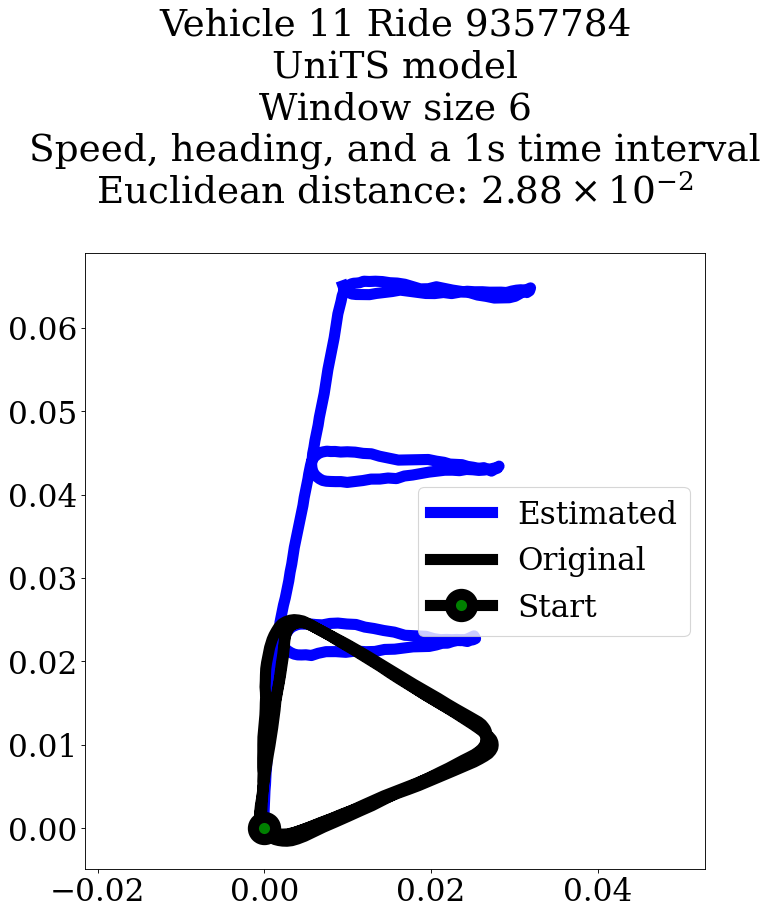 Vehicle 11 Ride 9357784
UniTS model
Window size 6
Speed, heading, and a 1s time interval
Euclidean distance: 2.88 × 10⁻²
0.06
0.05
0.04
0.03
0.02
0.01
0.00
Estimated
Original
Start
−0.02 0.00 0.02 0.04